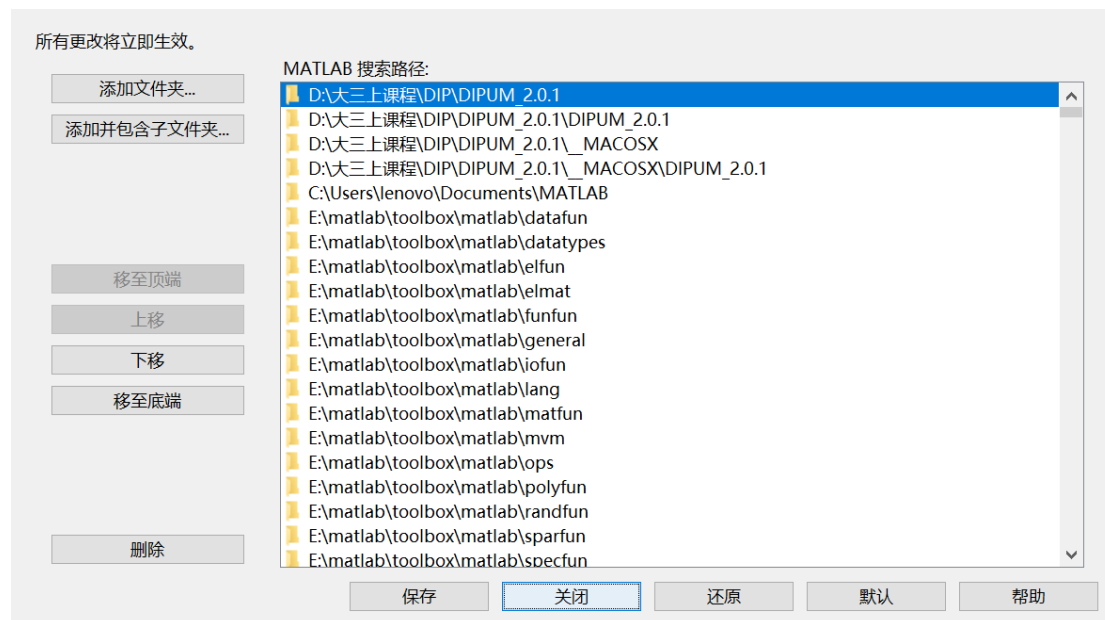 所有更改将立即生效。
MATLAB 搜索路径:
添加文件夹...
添加并包含子文件夹...
移至顶端
上移
下移
移至底端
删除
D:\大三上课程\DIP\DIPUM_2.0.1
D:\大三上课程\DIP\DIPUM_2.0.1\DIPUM_2.0.1
D:\大三上课程\DIP\DIPUM_2.0.1\__MACOSX
D:\大三上课程\DIP\DIPUM_2.0.1\__MACOSX\DIPUM_2.0.1
C:\Users\lenovo\Documents\MATLAB
E:\matlab\toolbox\matlab\datafun
E:\matlab\toolbox\matlab\datatypes
E:\matlab\toolbox\matlab\elfun
E:\matlab\toolbox\matlab\elmat
E:\matlab\toolbox\matlab\funfun
E:\matlab\toolbox\matlab\general
E:\matlab\toolbox\matlab\iofun
E:\matlab\toolbox\matlab\lang
E:\matlab\toolbox\matlab\matfun
E:\matlab\toolbox\matlab\mvm
E:\matlab\toolbox\matlab\ops
E:\matlab\toolbox\matlab\polyfun
E:\matlab\toolbox\matlab\randfun
E:\matlab\toolbox\matlab\sparfun
E:\matlab\toolbox\matlab\specfun
保存 关闭 还原 默认 帮助